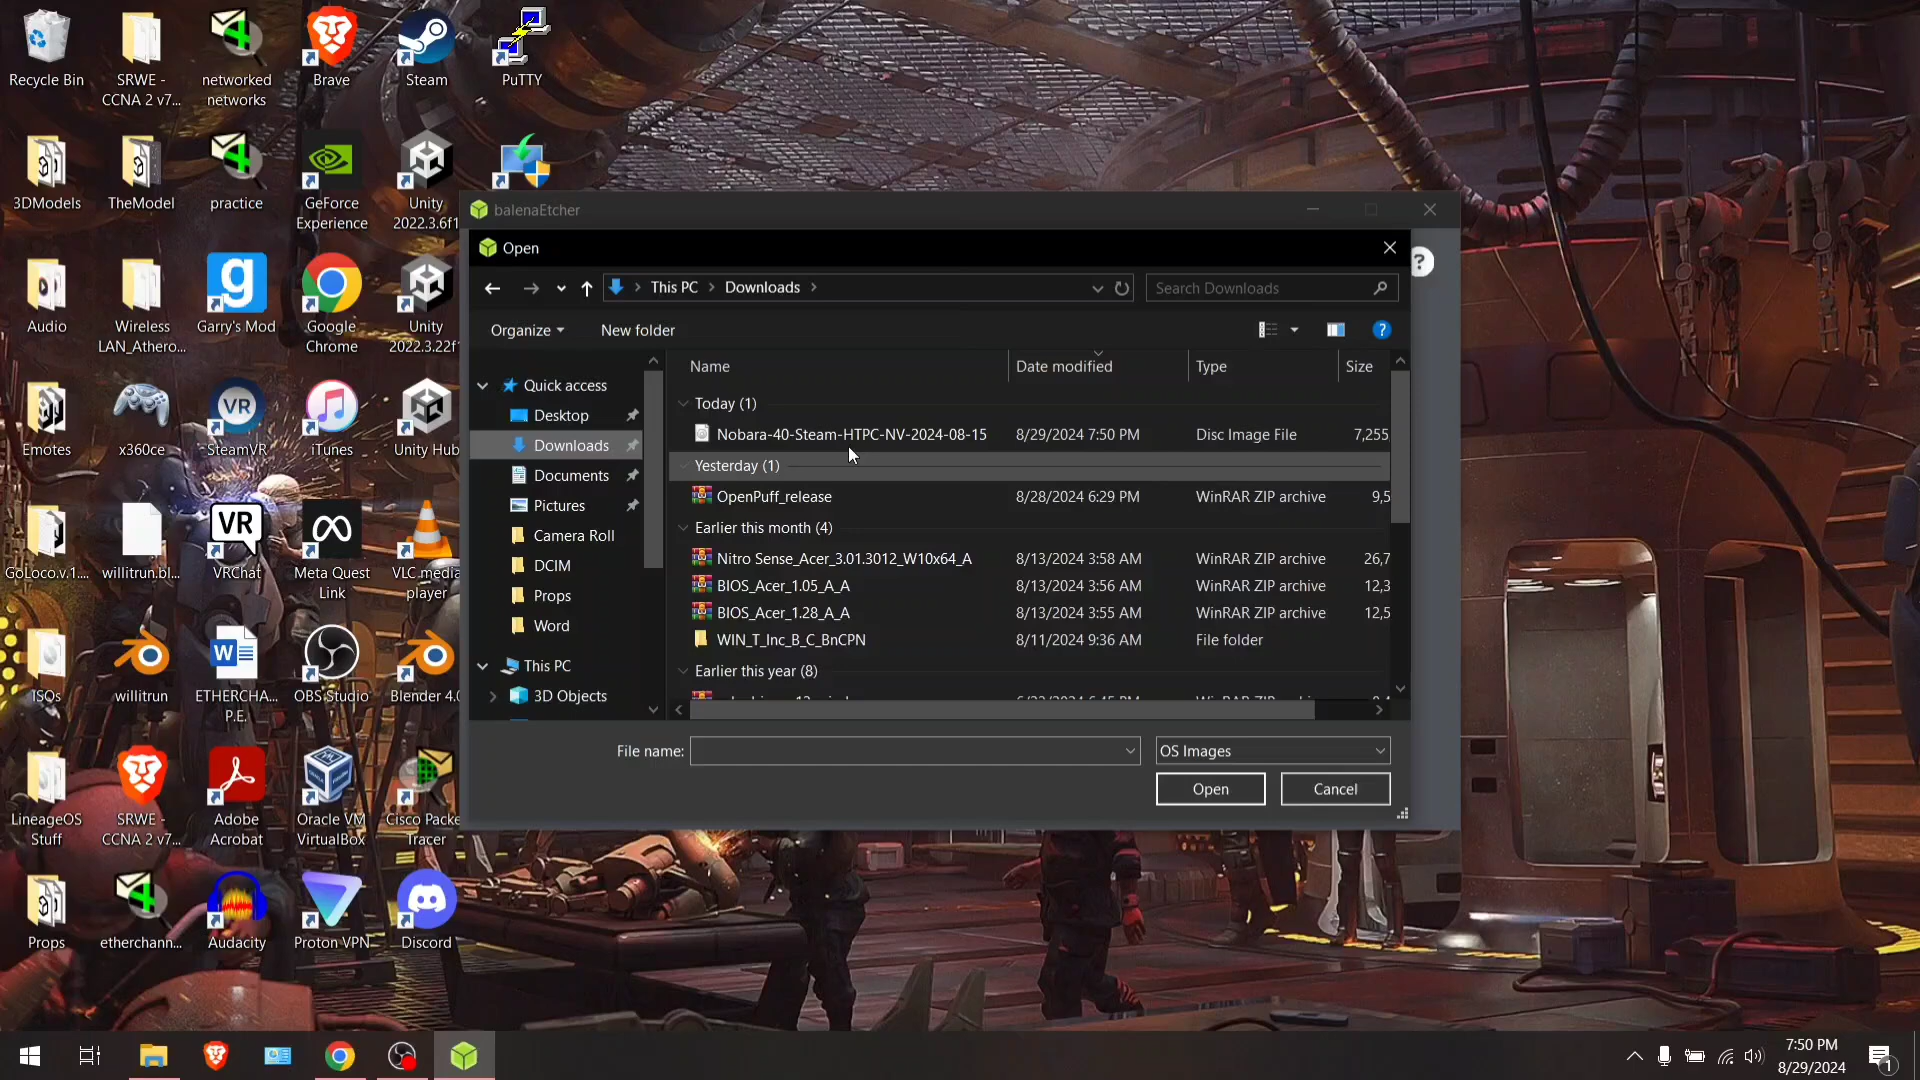 Recycle Bin
SRWE -
CCNA 2 v7...
networked
networks
Brave
Steam
PuTTY
3DModels
TheModel
practice
GeForce
Experience
Unity
2022.3.6f1
Audio
Wireless
LAN_Athero...
Garry's Mod
Google
Chrome
Unity
2022.3.22f1
Emotes
x360ce
VR
SteamVR
iTunes
Unity Hub
GoLoco.v.1....
willitrun.bl...
VR
VRChat
Meta Quest
Link
VLC media
player
ISOs
willitrun
ETHERCHA...
P.E.
OBS Studio
Blender 4.0
LineageOS
Stuff
SRWE -
CCNA 2 v7...
Adobe
Acrobat
Oracle VM
VirtualBox
Cisco Packe
Tracer
Props
etherchann...
Audacity
Proton VPN
Discord
balenaEtcher
Open
This PC > Downloads >
Search Downloads
Organize
New folder
?
?
Quick access
Desktop
Downloads
Documents
Pictures
Camera Roll
DCIM
Props
Word
This PC
3D Objects
Name Date modified Type Size
Today (1)
Nobara-40-Steam-HTPC-NV-2024-08-15 8/29/2024 7:50 PM Disc Image File 7,255,
Yesterday (1)
OpenPuff_release 8/28/2024 6:29 PM WinRAR ZIP archive 9,5
Earlier this month (4)
Nitro Sense_Acer_3.01.3012_W10x64_A 8/13/2024 3:58 AM WinRAR ZIP archive 26,7
BIOS_Acer_1.05_A_A 8/13/2024 3:56 AM WinRAR ZIP archive 12,3
BIOS_Acer_1.28_A_A 8/13/2024 3:55 AM WinRAR ZIP archive 12,5
WIN_T_Inc_B_C_BnCPN 8/11/2024 9:36 AM File folder
Earlier this year (8)
File name:
OS Images
Open
Cancel
7:50 PM
8/29/2024
1